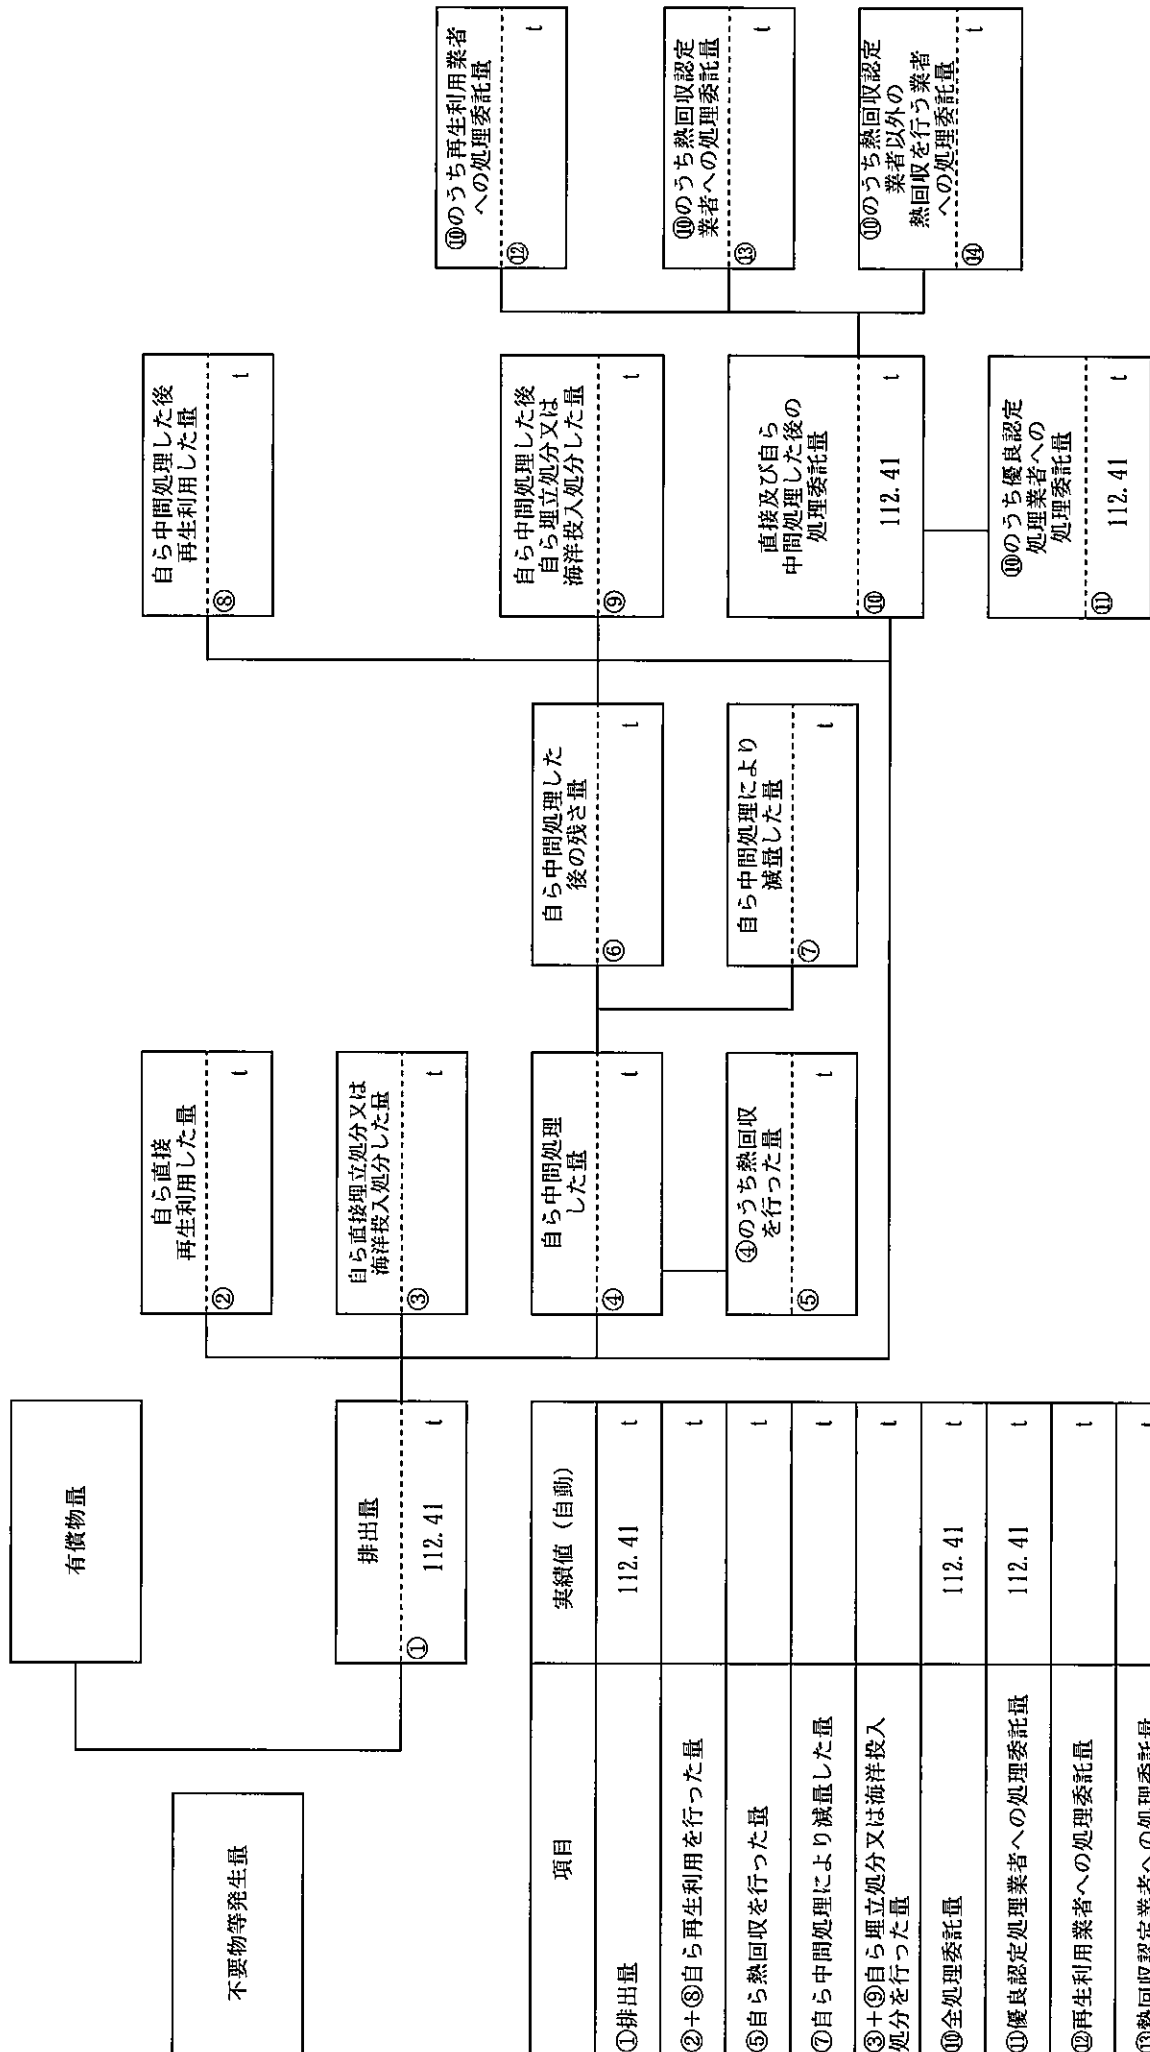 不要物等発生量
有償物量
排出量
①
112.41
t
自ら直接
再生利用した量
②
t
自ら直接埋立処分又は
海洋投入処分した量
③
t
自ら中間処理
した量
④
t
④のうち熱回収
を行った量
⑤
t
自ら中間処理した
後の残さ量
⑥
t
自ら中間処理により
減量した量
⑦
t
自ら中間処理した後
再生利用した量
⑧
t
自ら中間処理した後
自ら埋立処分又は
海洋投入処分した量
⑨
t
直接及び自ら
中間処理した後の
処理委託量
⑩
112.41
t
⑩のうち優良認定
処理業者への
処理委託量
⑪
112.41
t
⑩のうち再生利用業者
への処理委託量
⑫
t
⑩のうち熱回収認定
業者への処理委託量
⑬
t
⑩のうち熱回収認定
業者以外の
熱回収を行う業者
への処理委託量
⑭
t
項目
実績値（自動）
①排出量
112.41
t
②+⑧自ら再生利用を行った量
t
⑤自ら熱回収を行った量
t
⑦自ら中間処理により減量した量
t
③+⑨自ら埋立処分又は海洋投入
処分を行った量
t
⑩全処理委託量
112.41
t
⑪優良認定処理業者への処理委託量
112.41
t
⑫再生利用業者への処理委託量
t
⑬熱回収認定業者への処理委託量
t